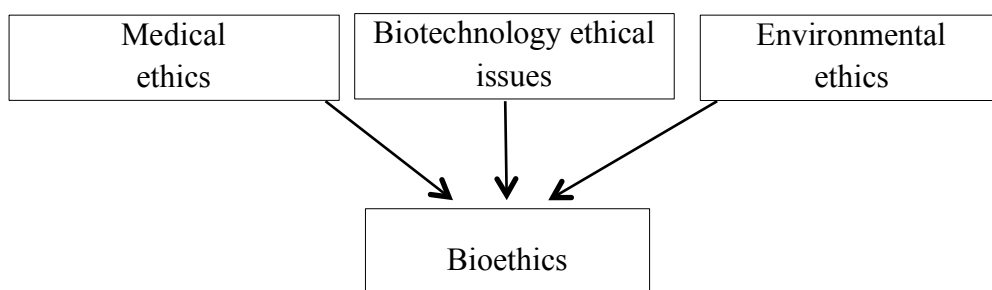 Medical
ethics
Biotechnology ethical
issues
Environmental
ethics
Bioethics